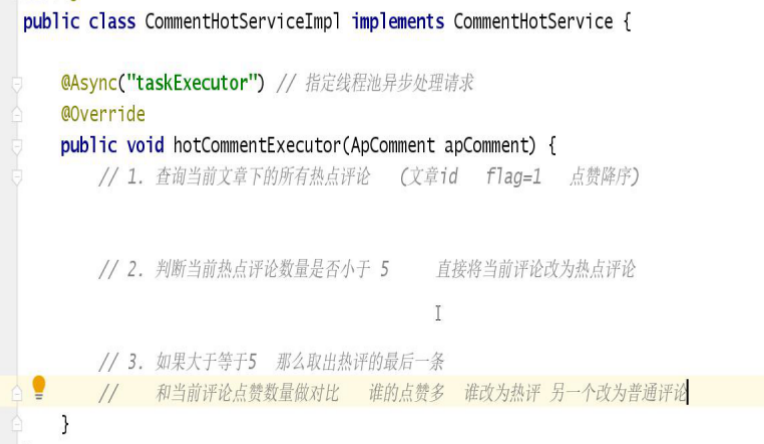 public class CommentHotServiceImpl implements CommentHotService {
@Async("taskExecutor") // 指定线程池异步处理请求
@Override
public void hotCommentExecutor(ApComment apComment) {
// 1. 查询当前文章下的所有热点评论 (文章id flag=1 点赞降序)
// 2. 判断当前热点评论数量是否小于 5 直接将当前评论改为热点评论
// 3. 如果大于等于5 那么取出热评的最后一条
// 和当前评论点赞数量做对比 谁的点赞多 谁改为热评 另一个改为普通评论
}